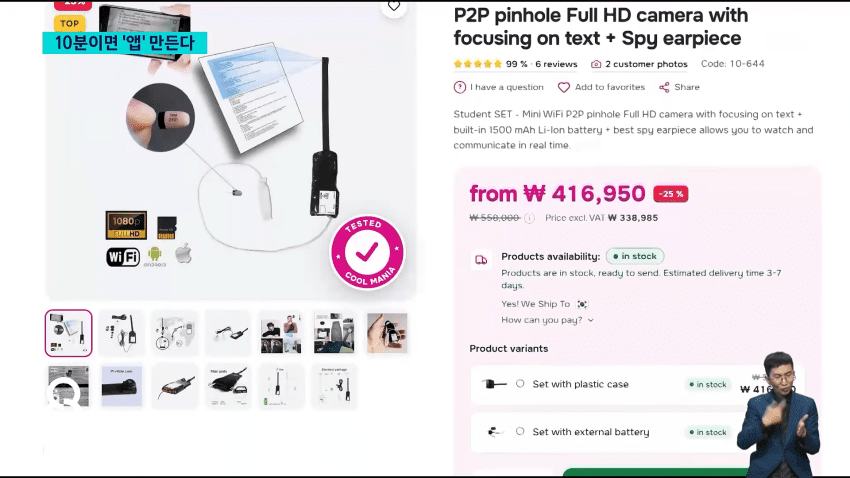 -25%
TOP
10분이면 '앱' 만든다
1080p
FULL HD
WiFi
android
TESTED
COOL MANIA
P2P pinhole Full HD camera with
focusing on text + Spy earpiece
99 % · 6 reviews
2 customer photos
Code: 10-644
I have a question
Add to favorites
Share
Student SET - Mini WiFi P2P pinhole Full HD camera with focusing on text +
built-in 1500 mAh Li-Ion battery + best spy earpiece allows you to watch and
communicate in real time.
from ₩ 416,950
-25 %
₩ 558,000
Price excl. VAT ₩ 338,985
Products availability:
in stock
Products are in stock, ready to send. Estimated delivery time 3-7
days.
Yes! We Ship To
How can you pay?
Product variants
Set with plastic case
in stock
₩ 416
Set with external battery
in stock